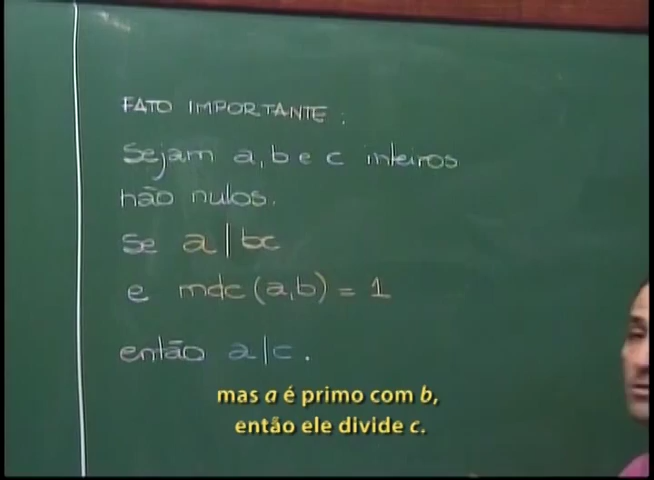 FATO IMPORTANTE:
Sejam a, b e c inteiros
não nulos.
se a|bc
e mdc(a,b) = 1
então a|c.
mas a é primo com b,
então ele divide c.